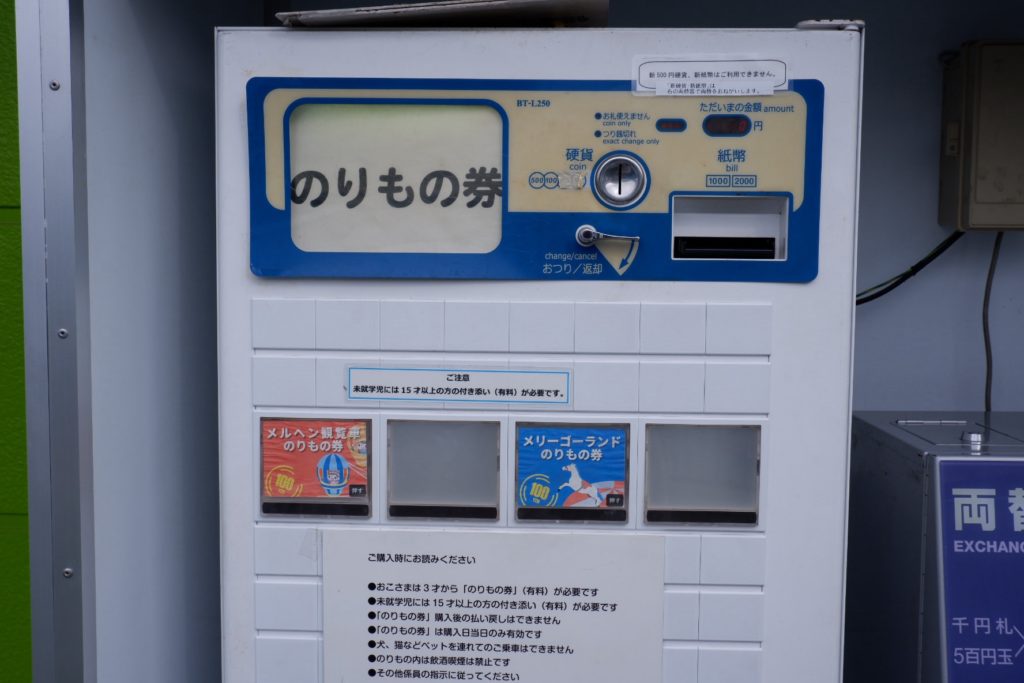 新500円硬貨、新紙幣はご利用できません。
BT-L250
ただいまの金額 amount
円
●お札使えません
coin only
●つり銭切れ
exact change only
硬貨
coin
500 100
紙幣
bill
1000 2000
のりもの券
change/cancel
おつり/返却
ご注意
未就学児には15才以上の方の付き添い(有料)が必要です。
メルヘン観覧車
のりもの券
100
YEN
押す
メリーゴーランド
のりもの券
100
YEN
押す
ご購入時にお読みください
●おこさまは3才から「のりもの券」(有料)が必要です
●未就学児には15才以上の方の付き添い(有料)が必要です
●「のりもの券」購入後の払い戻しはできません
●「のりもの券」は購入日当日のみ有効です
●犬、猫などペットを連れてのご乗車はできません
●のりもの内は飲酒喫煙は禁止です
●その他係員の指示に従ってください
両替
EXCHANG
千円札
5百円玉